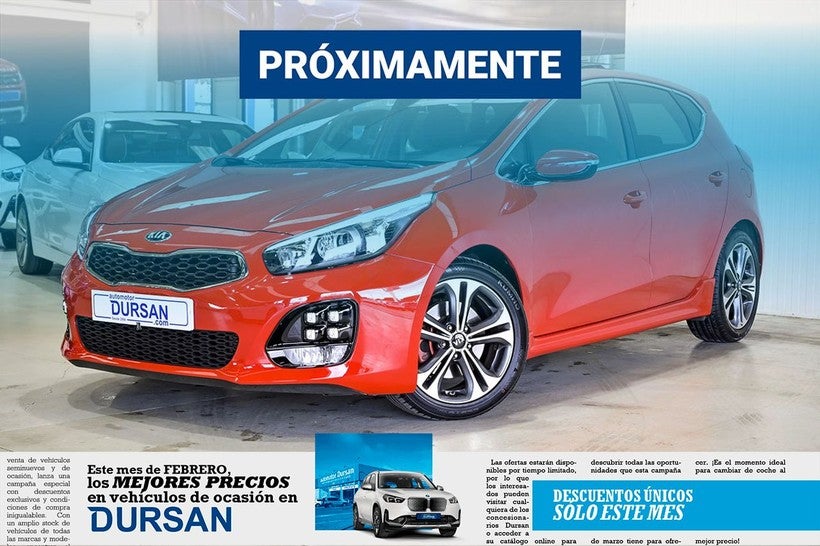 PRÓXIMAMENTE
KIA
automotor
DURSAN
.com
venta de vehículos
seminuevos y de
ocasión, lanza una
campaña especial
con descuentos
exclusivos y condi-
ciones de compra
inigualables. Con
un amplio stock de
vehículos de todas
las marcas y mode-
Este mes de FEBRERO,
los MEJORES PRECIOS
en vehículos de ocasión en
DURSAN
automotor Dursan
Las ofertas estarán dispo-
nibles por tiempo limitado,
por lo que
los interesa-
dos pueden
visitar cual-
quiera de los
concesiona-
rios Dursan
o acceder a
su catálogo
online para
descubrir todas las oportu-
nidades que esta campaña
de marzo tiene para ofre-
cer. ¡Es el momento ideal
para cambiar de coche al
mejor precio!
DESCUENTOS ÚNICOS
SOLO ESTE MES